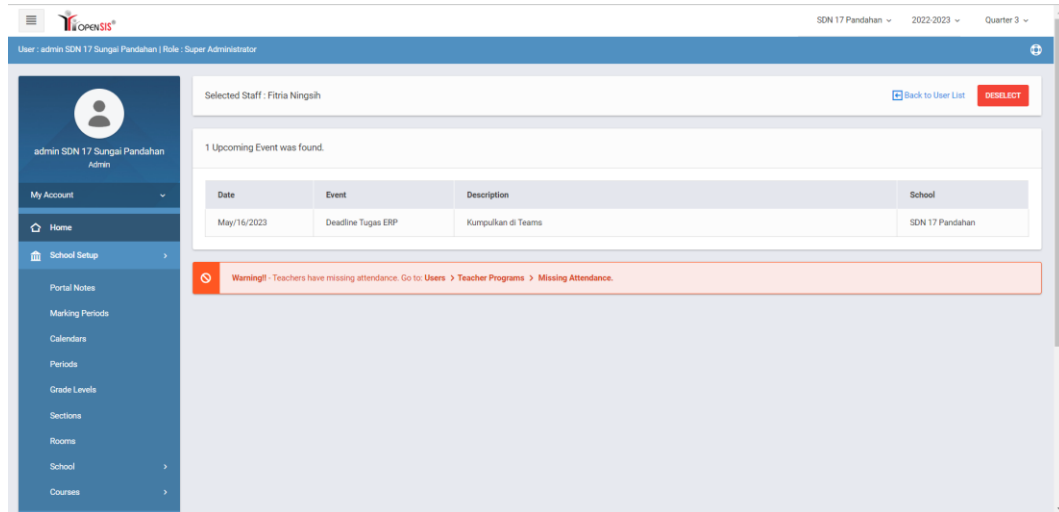 OPENSIS®
SDN 17 Pandahan 2022-2023 Quarter 3
User : admin SDN 17 Sungai Pandahan | Role : Super Administrator
Selected Staff : Fitria Ningsih
Back to User List
DESELECT
admin SDN 17 Sungai Pandahan
Admin
1 Upcoming Event was found.
My Account
Date Event Description School
May/16/2023 Deadline Tugas ERP Kumpulkan di Teams SDN 17 Pandahan
Home
School Setup
Warning!! - Teachers have missing attendance. Go to: Users > Teacher Programs > Missing Attendance.
Portal Notes
Marking Periods
Calendars
Periods
Grade Levels
Sections
Rooms
School
Courses